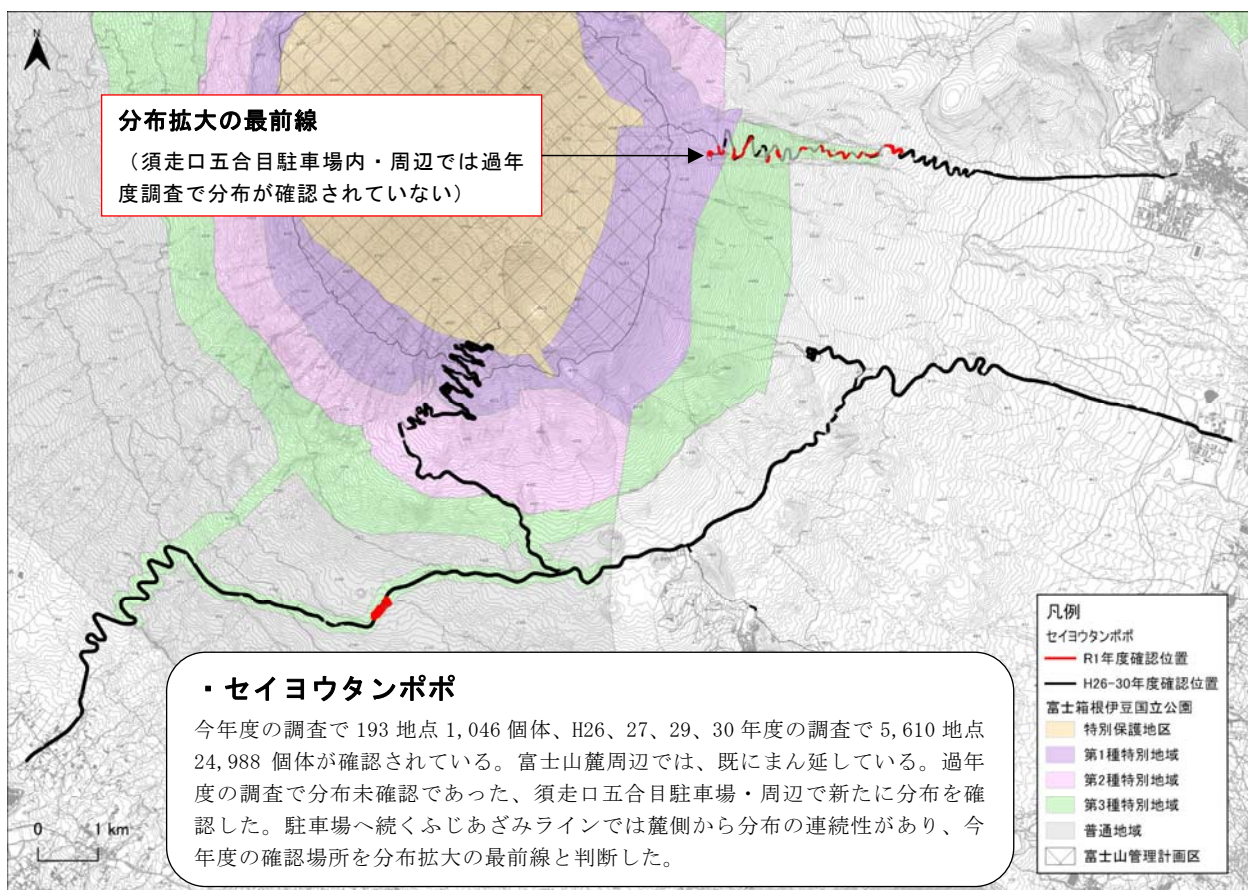 N
分布拡大の最前線
（須走口五合目駐車場内・周辺では過年
度調査で分布が確認されていない）
・セイヨウタンポポ
今年度の調査で 193 地点 1,046 個体、H26, 27, 29, 30 年度の調査で 5,610 地点
24,988 個体が確認されている。富士山麓周辺では、既にまん延している。過年
度の調査で分布未確認であった、須走口五合目駐車場・周辺で新たに分布を確
認した。駐車場へ続くふじあざみラインでは麓側から分布の連続性があり、今
年度の確認場所を分布拡大の最前線と判断した。
0 1 km
凡例
セイヨウタンポポ
R1年度確認位置
H26-30年度確認位置
富士箱根伊豆国立公園
特別保護地区
第1種特別地域
第2種特別地域
第3種特別地域
普通地域
富士山管理計画区